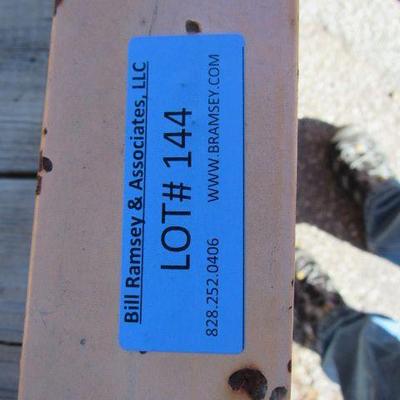 Bill Ramsey & Associates, LLC
LOT# 144
828.252.0406 WWW.BRAMSEY.COM